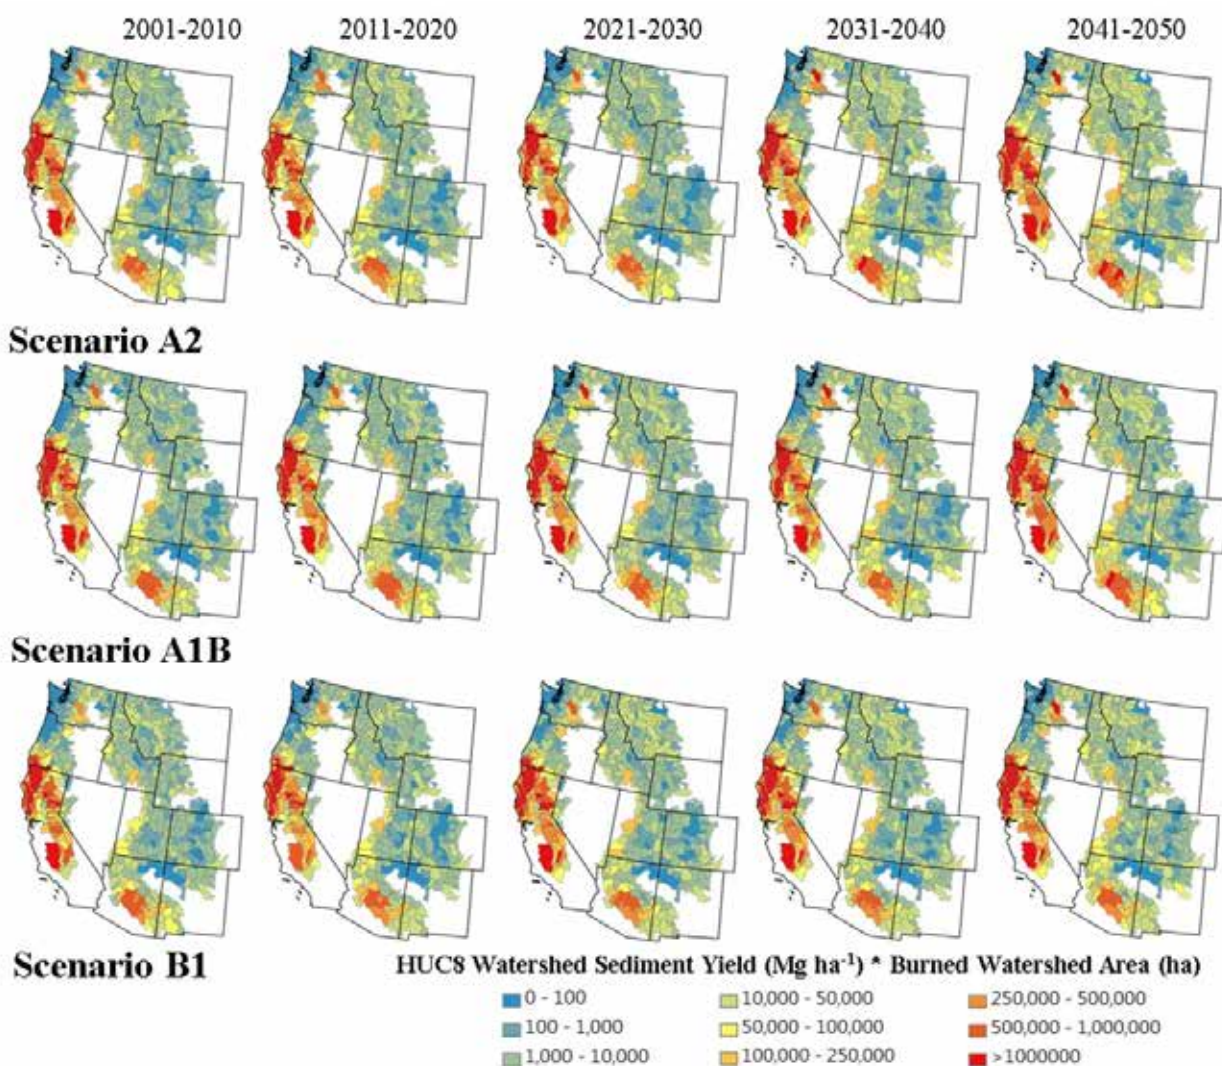 2001-2010 2011-2020 2021-2030 2031-2040 2041-2050
Scenario A2
Scenario A1B
Scenario B1
HUC8 Watershed Sediment Yield (Mg ha⁻¹) * Burned Watershed Area (ha)
0 - 100 10,000 - 50,000 250,000 - 500,000
100 - 1,000 50,000 - 100,000 500,000 - 1,000,000
1,000 - 10,000 100,000 - 250,000 >1000000